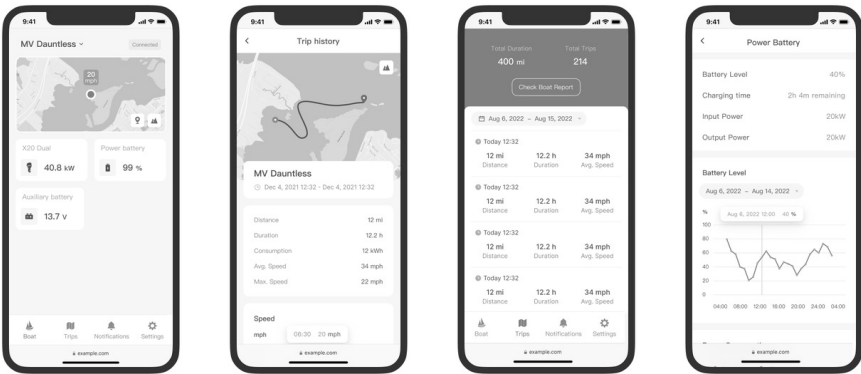 9:41
MV Dauntless
Connected
20
mph
X20 Dual
40.8 kW
Power battery
99 %
Auxiliary battery
13.7 V
Boat
Trips
Notifications
Settings
example.com
9:41
Trip history
MV Dauntless
Dec 4, 2021 12:32 - Dec 4, 2021 12:32
Distance 12 mi
Duration 12.2 h
Consumption 12 kWh
Avg. Speed 34 mph
Max. Speed 22 mph
Speed
mph 06:30 20 mph
example.com
9:41
Total Duration Total Trips
400 mi 214
Check Boat Report
Aug 6, 2022 ~ Aug 15, 2022
Today 12:32
12 mi 12.2 h 34 mph
Distance Duration Avg. Speed
Today 12:32
12 mi 12.2 h 34 mph
Distance Duration Avg. Speed
Today 12:32
12 mi 12.2 h 34 mph
Distance Duration Avg. Speed
Today 12:32
12 mi 12.2 h 34 mph
Distance Duration Avg. Speed
Boat Trips Notifications Settings
example.com
9:41
Power Battery
Battery Level 40%
Charging time 2h 4m remaining
Input Power 20kW
Output Power 20kW
Battery Level
Aug 6, 2022 ~ Aug 14, 2022
% Aug 6, 2022 12:00 40 %
100
80
60
40
20
0
04:00 08:00 12:00 16:00 20:00 24:00 04:00
example.com